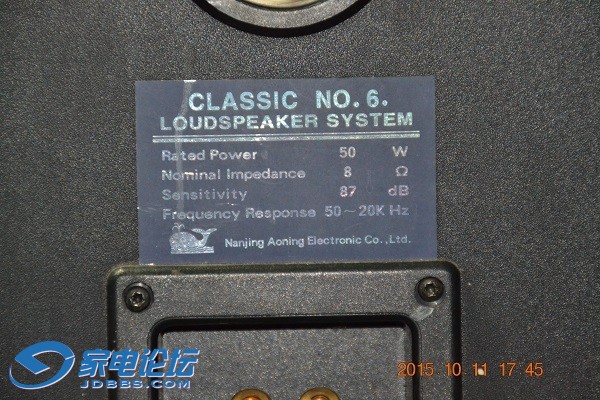 CLASSIC NO.6.
LOUDSPEAKER SYSTEM
Rated Power 50 W
Nominal Impedance 8 Ω
Sensitivity 87 dB
Frequency Response 50~20K Hz
Nanjing Aoning Electronic Co.,Ltd.
家电论坛
JDBBS.COM
2015.10.11 17:45